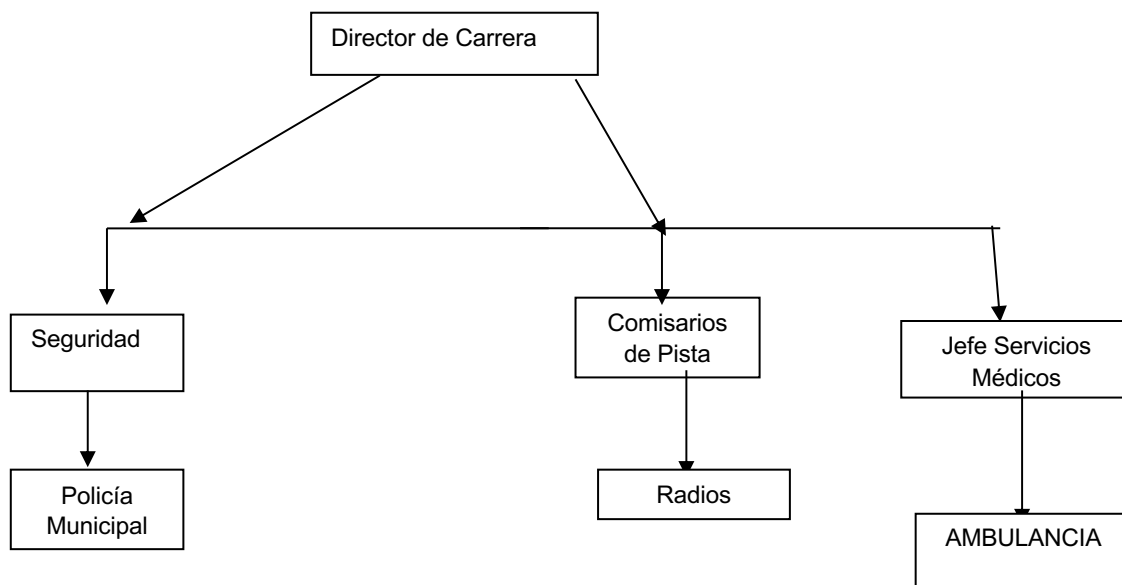 Director de Carrera
Seguridad
Comisarios
de Pista
Jefe Servicios
Médicos
Policía
Municipal
Radios
AMBULANCIA